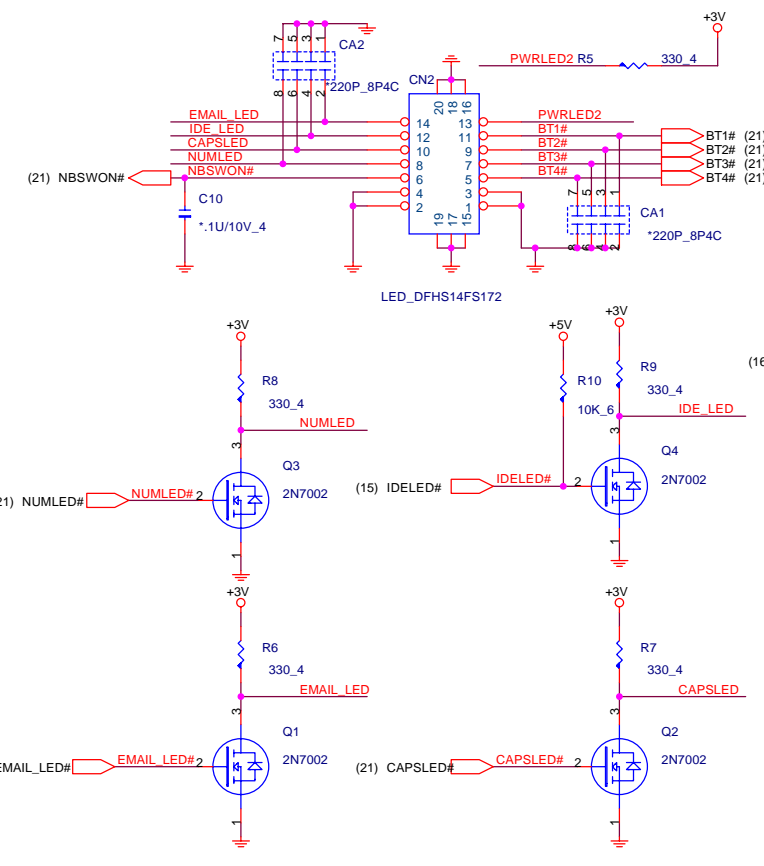 +3V
7 5 3 1
CA2
8 6 4 2
*220P_8P4C
CN2
PWRLED2 R5 330_4
20 18 16
EMAIL_LED 14 13 PWRLED2
IDE_LED 12 11 BT1# BT1# (21)
CAPSLED 10 9 BT2# BT2# (21)
NUMLED 8 7 BT3# BT3# (21)
(21) NBSWON# NBSWON# 6 5 BT4# BT4# (21)
4 3
2 1
7 5 3 1
C10
*.1U/10V_4
19 17 15
CA1
8 6 4 2
*220P_8P4C
LED_DFHS14FS172
+3V
R8
330_4
NUMLED
3
Q3
2N7002
21) NUMLED# NUMLED# 2
1
+5V
+3V
R10
10K_6
R9
330_4
(16
IDE_LED
3
Q4
2N7002
(15) IDELED# IDELED# 2
1
+3V
R6
330_4
EMAIL_LED
3
Q1
2N7002
EMAIL_LED# EMAIL_LED# 2
1
+3V
R7
330_4
CAPSLED
3
Q2
2N7002
(21) CAPSLED# CAPSLED# 2
1